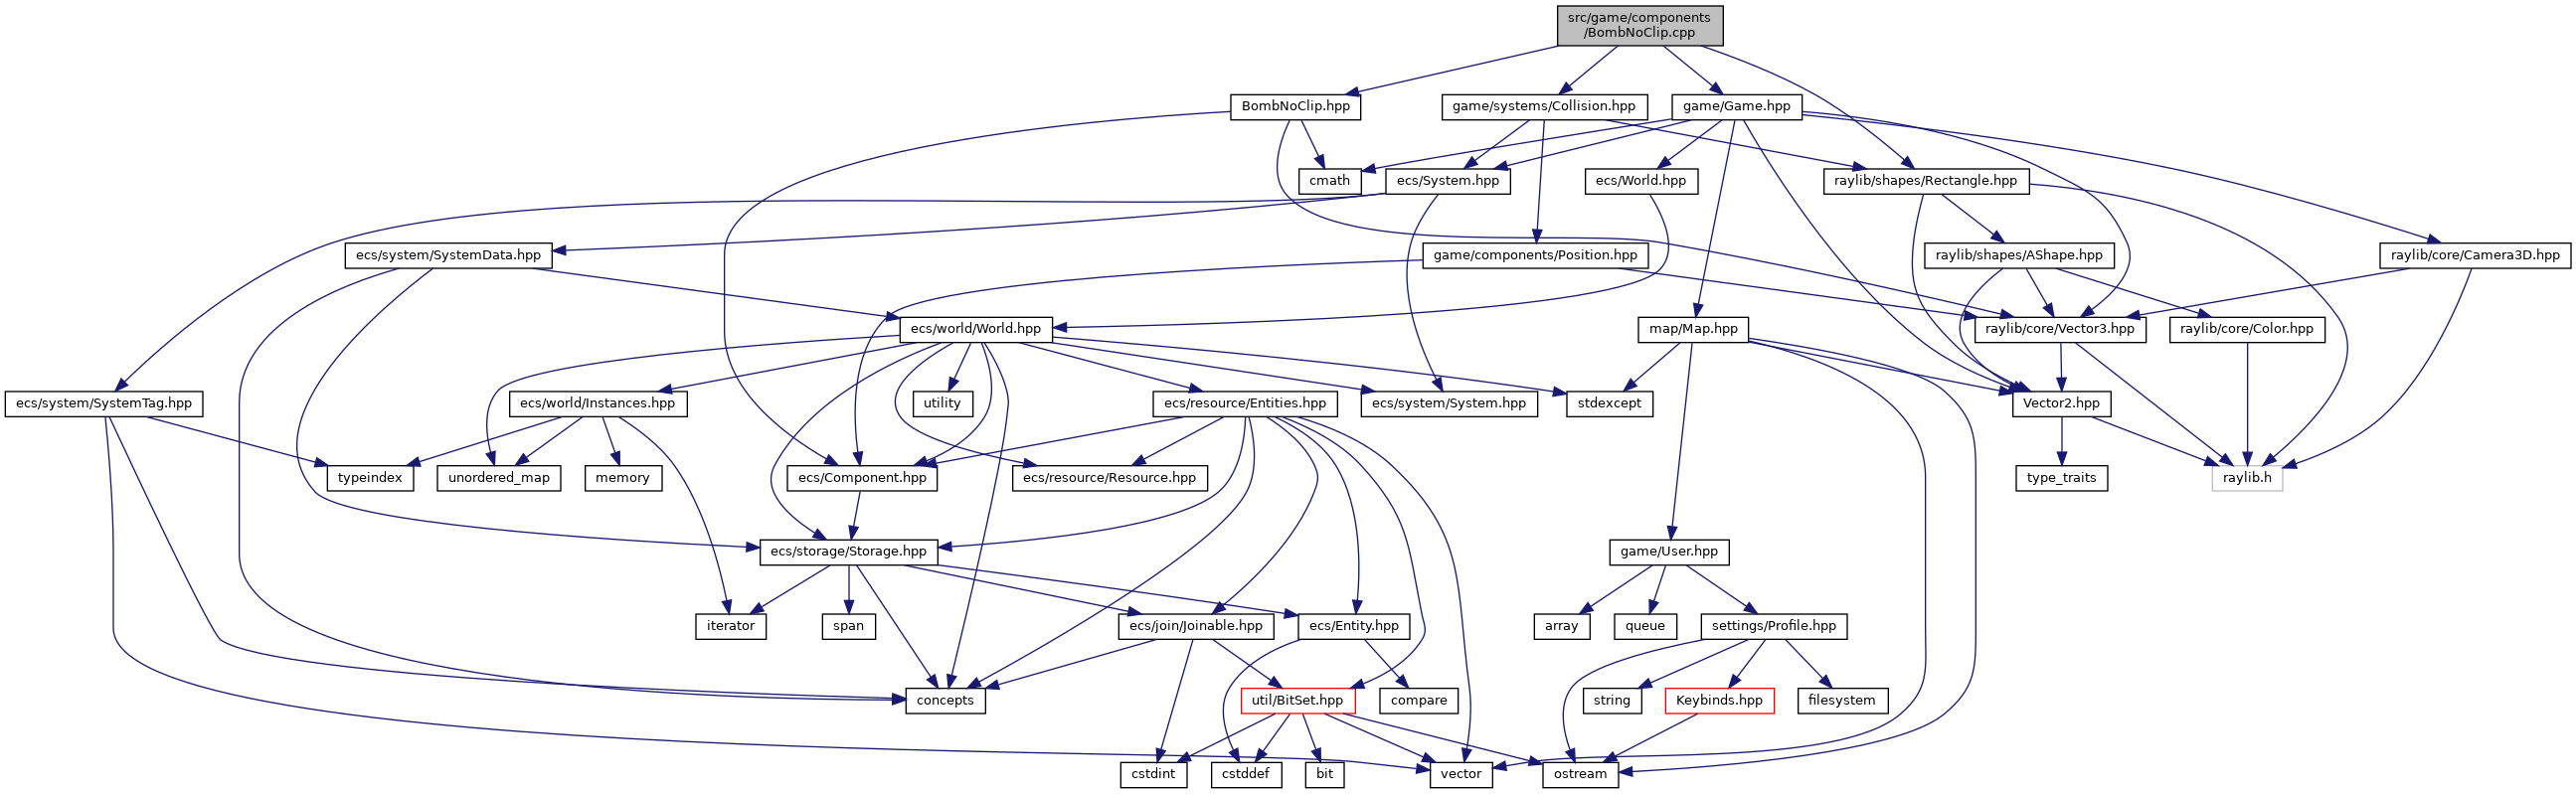 src/game/components
/BombNoClip.cpp
BombNoClip.hpp
game/systems/Collision.hpp
game/Game.hpp
cmath
ecs/System.hpp
ecs/World.hpp
raylib/shapes/Rectangle.hpp
ecs/system/SystemData.hpp
game/components/Position.hpp
raylib/shapes/AShape.hpp
raylib/core/Camera3D.hpp
ecs/world/World.hpp
map/Map.hpp
raylib/core/Vector3.hpp
raylib/core/Color.hpp
ecs/system/SystemTag.hpp
ecs/world/Instances.hpp
utility
ecs/resource/Entities.hpp
ecs/system/System.hpp
stdexcept
Vector2.hpp
typeindex
unordered_map
memory
ecs/Component.hpp
ecs/resource/Resource.hpp
type_traits
raylib.h
ecs/storage/Storage.hpp
game/User.hpp
iterator
span
ecs/join/Joinable.hpp
ecs/Entity.hpp
array
queue
settings/Profile.hpp
concepts
util/BitSet.hpp
compare
string
Keybinds.hpp
filesystem
cstdint
cstddef
bit
vector
ostream